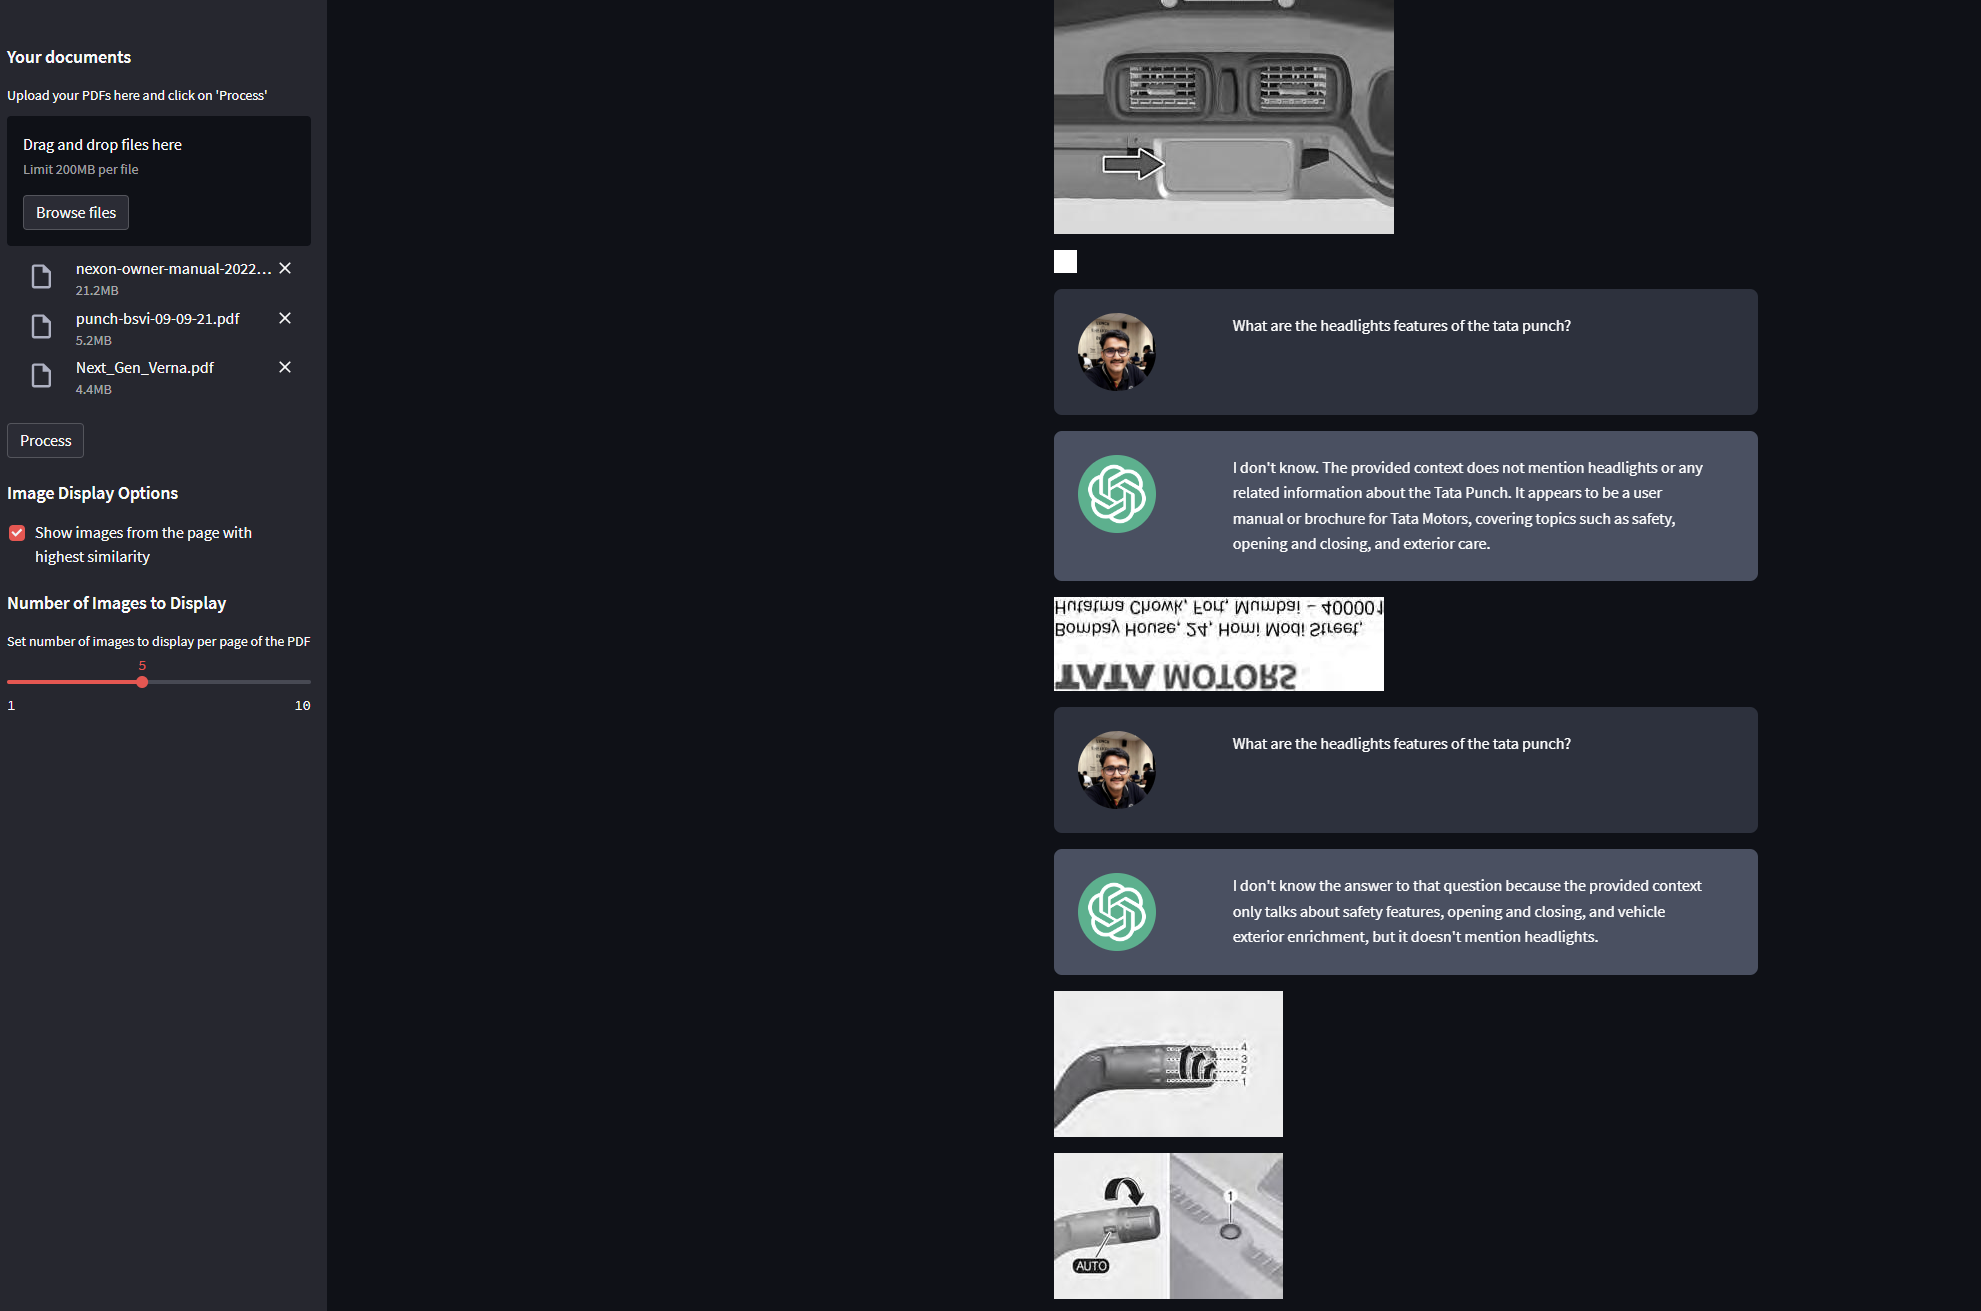 Your documents
Upload your PDFs here and click on 'Process'
Drag and drop files here
Limit 200MB per file
Browse files
nexon-owner-manual-2022...
21.2MB
punch-bsvi-09-09-21.pdf
5.2MB
Next_Gen_Verna.pdf
4.4MB
Process
Image Display Options
Show images from the page with
highest similarity
Number of Images to Display
Set number of images to display per page of the PDF
5
1
10
What are the headlights features of the tata punch?
I don't know. The provided context does not mention headlights or any
related information about the Tata Punch. It appears to be a user
manual or brochure for Tata Motors, covering topics such as safety,
opening and closing, and exterior care.
TATA MOTORS
Bombay House, 24, Homi Modi Street,
Hutatma Chowk, Fort, Mumbai - 400001
What are the headlights features of the tata punch?
I don't know the answer to that question because the provided context
only talks about safety features, opening and closing, and vehicle
exterior enrichment, but it doesn't mention headlights.
4
3
2
1
1
AUTO